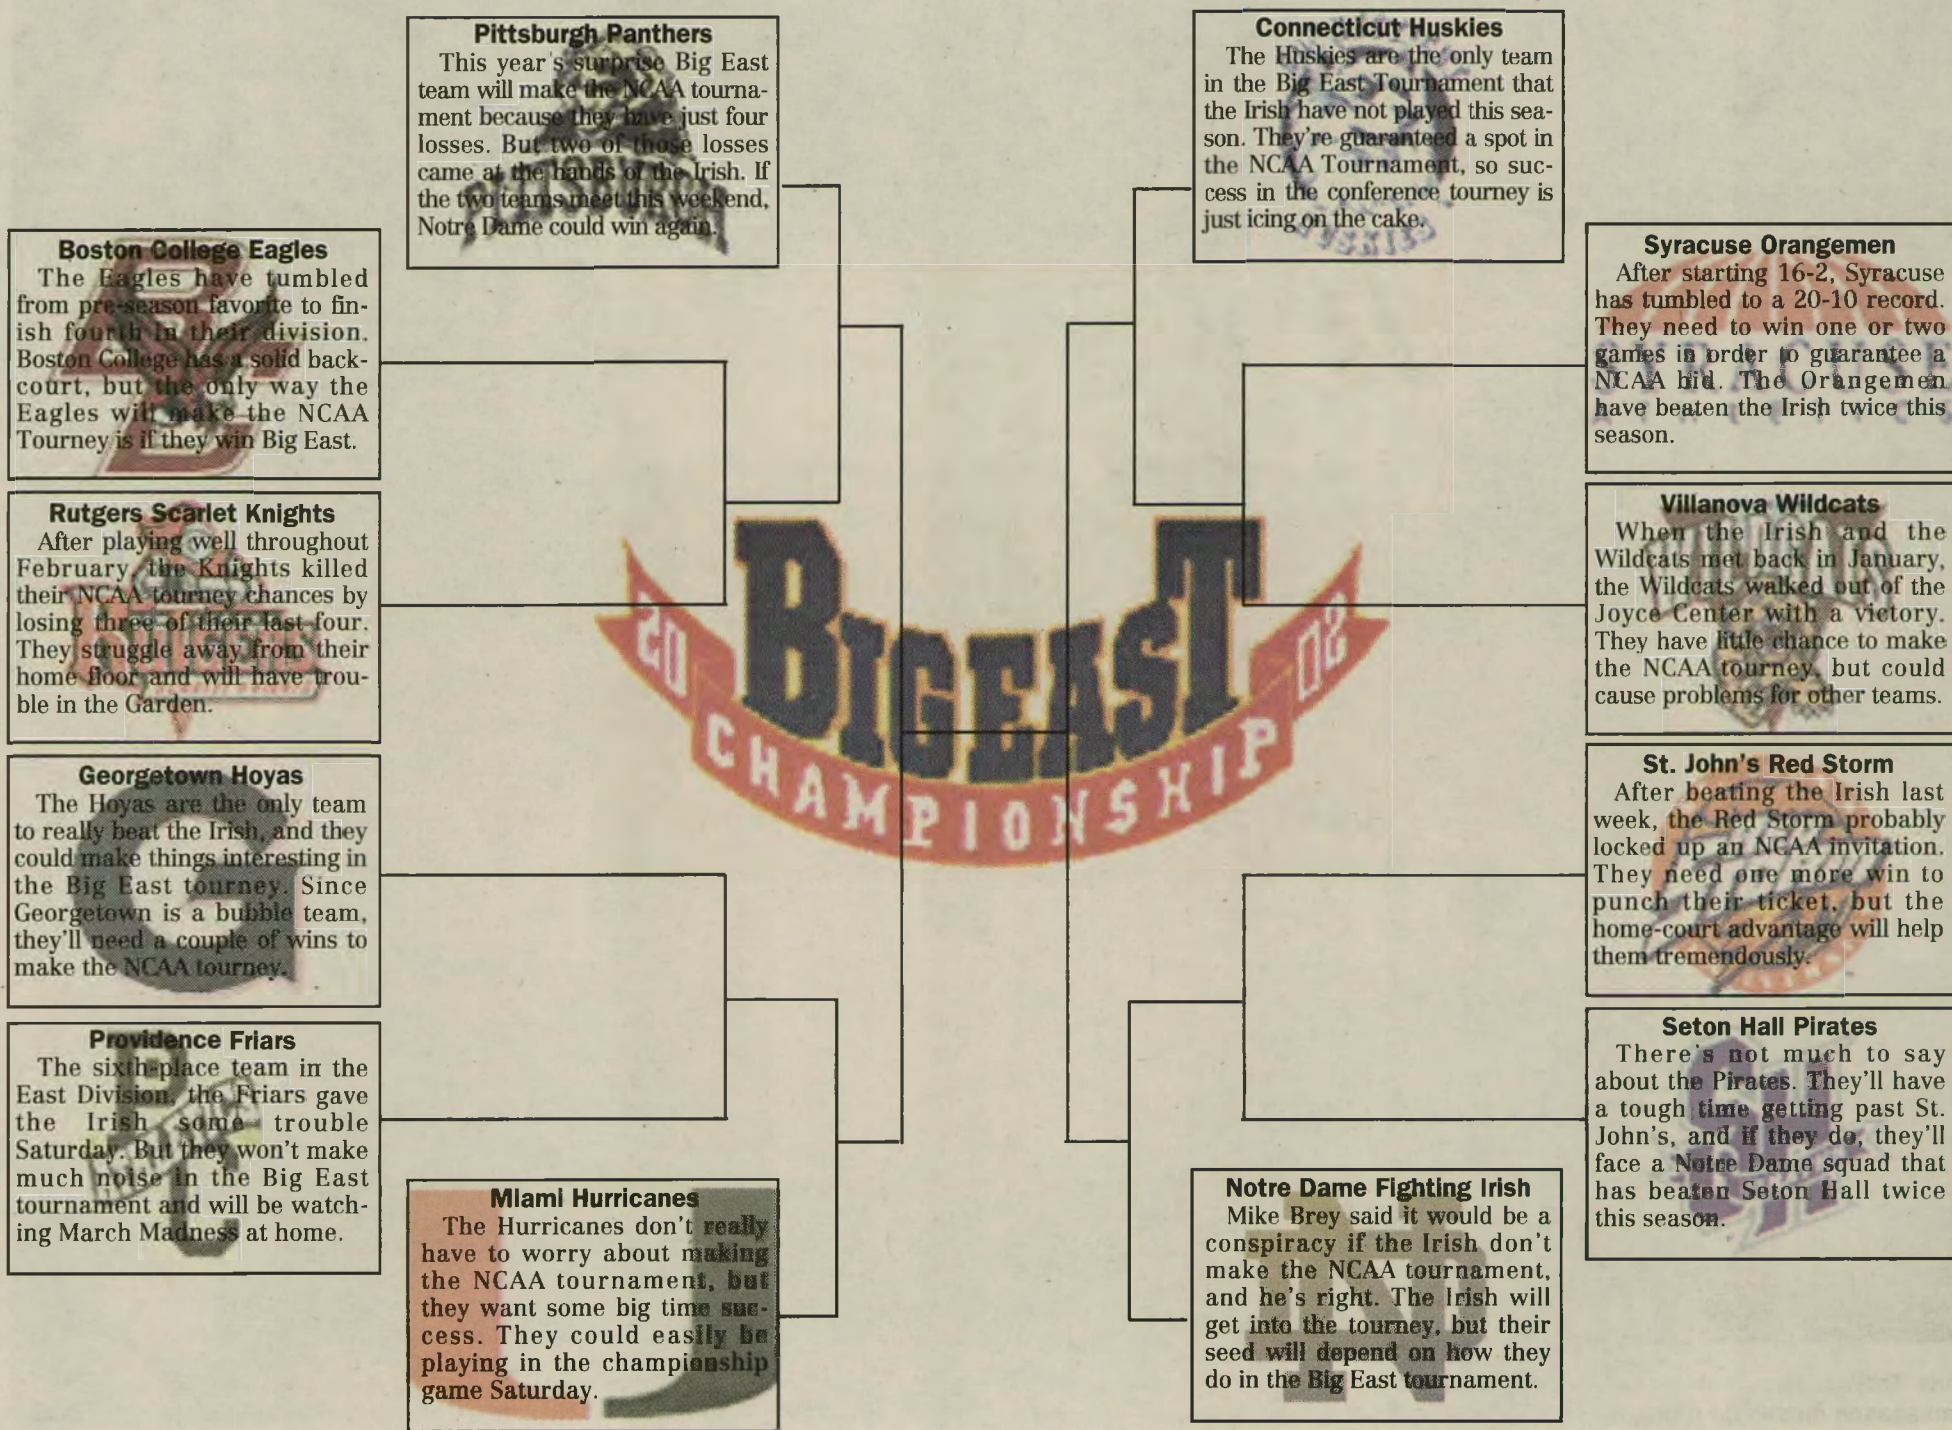 Pittsburgh Panthers
This year's surprise Big East
team will make the NCAA tourna-
ment because they have just four
losses. But two of those losses
came at the hands of the Irish. If
the two teams meet this weekend,
Notre Dame could win again.
PITTSBURGH
Connecticut Huskies
The Huskies are the only team
in the Big East Tournament that
the Irish have not played this sea-
son. They're guaranteed a spot in
the NCAA Tournament, so suc-
cess in the conference tourney is
just icing on the cake.
HUSKIES
Boston College Eagles
The Eagles have tumbled
from pre-season favorite to fin-
ish fourth in their division.
Boston College has a solid back-
court, but the only way the
Eagles will make the NCAA
Tourney is if they win Big East.
Syracuse Orangemen
After starting 16-2, Syracuse
has tumbled to a 20-10 record.
They need to win one or two
games in order to guarantee a
NCAA bid. The Orangemen
have beaten the Irish twice this
season.
SYRACUSE
Rutgers Scarlet Knights
After playing well throughout
February, the Knights killed
their NCAA tourney chances by
losing three of their last four.
They struggle away from their
home floor and will have trou-
ble in the Garden.
RUTGERS
Villanova Wildcats
When the Irish and the
Wildcats met back in January,
the Wildcats walked out of the
Joyce Center with a victory.
They have little chance to make
the NCAA tourney, but could
cause problems for other teams.
BIG EAST
20 CHAMPIONSHIP 02
Georgetown Hoyas
The Hoyas are the only team
to really beat the Irish, and they
could make things interesting in
the Big East tourney. Since
Georgetown is a bubble team,
they'll need a couple of wins to
make the NCAA tourney.
G
St. John's Red Storm
After beating the Irish last
week, the Red Storm probably
locked up an NCAA invitation.
They need one more win to
punch their ticket, but the
home-court advantage will help
them tremendously.
Providence Friars
The sixth-place team in the
East Division, the Friars gave
the Irish some trouble
Saturday. But they won't make
much noise in the Big East
tournament and will be watch-
ing March Madness at home.
Seton Hall Pirates
There's not much to say
about the Pirates. They'll have
a tough time getting past St.
John's, and if they do, they'll
face a Notre Dame squad that
has beaten Seton Hall twice
this season.
Miami Hurricanes
The Hurricanes don't really
have to worry about making
the NCAA tournament, but
they want some big time suc-
cess. They could easily be
playing in the championship
game Saturday.
Notre Dame Fighting Irish
Mike Brey said it would be a
conspiracy if the Irish don't
make the NCAA tournament,
and he's right. The Irish will
get into the tourney, but their
seed will depend on how they
do in the Big East tournament.